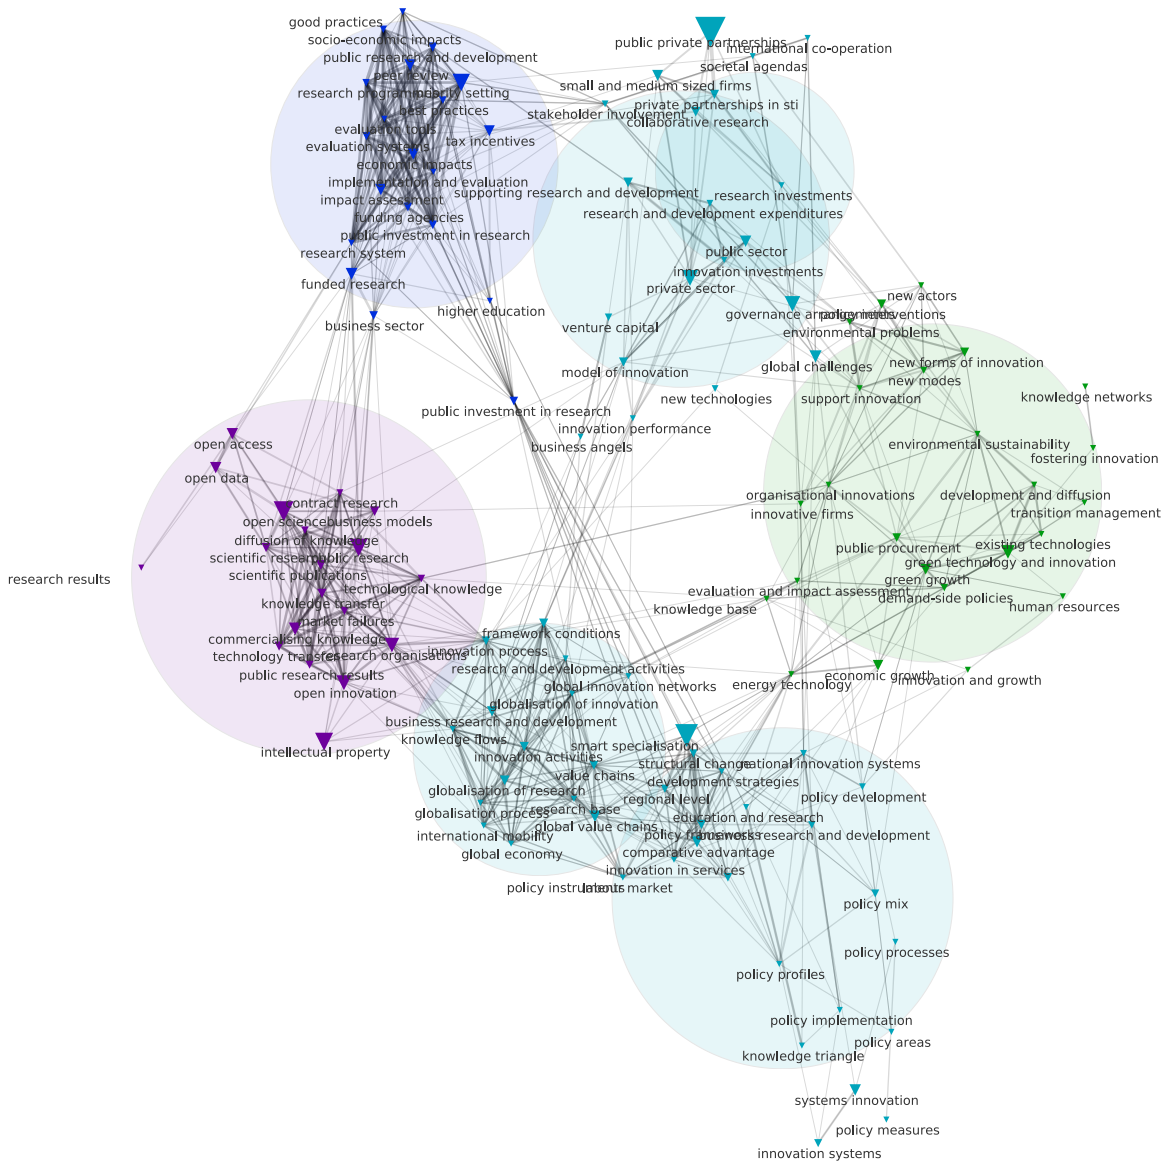 good practices
socio-economic impacts
public research and development
peer review
research programmes
priority setting
best practices
evaluation tools
tax incentives
evaluation systems
economic impacts
implementation and evaluation
impact assessment
funding agencies
public investment in research
research system
funded research
higher education
business sector
public private partnerships
international co-operation
societal agendas
small and medium sized firms
private partnerships in sti
stakeholder involvement
collaborative research
supporting research and development
research investments
research and development expenditures
public sector
innovation investments
private sector
new actors
governance arrangements
policy interventions
venture capital
environmental problems
new forms of innovation
global challenges
model of innovation
new modes
new technologies
support innovation
knowledge networks
public investment in research
innovation performance
business angels
environmental sustainability
fostering innovation
open access
open data
organisational innovations
development and diffusion
innovative firms
transition management
contract research
open science
business models
diffusion of knowledge
public procurement
existing technologies
scientific research
public research
green technology and innovation
scientific publications
research results
green growth
technological knowledge
evaluation and impact assessment
demand-side policies
knowledge transfer
knowledge base
human resources
market failures
framework conditions
commercialising knowledge
innovation process
technology transfer
research organisations
research and development activities
public research results
economic growth
innovation and growth
global innovation networks
energy technology
open innovation
globalisation of innovation
business research and development
knowledge flows
intellectual property
smart specialisation
innovation activities
structural change
national innovation systems
value chains
development strategies
globalisation of research
regional level
policy development
research base
globalisation process
education and research
global value chains
international mobility
policy frameworks
business research and development
global economy
comparative advantage
innovation in services
policy instruments
labour market
policy mix
policy processes
policy profiles
policy implementation
policy areas
knowledge triangle
systems innovation
policy measures
innovation systems